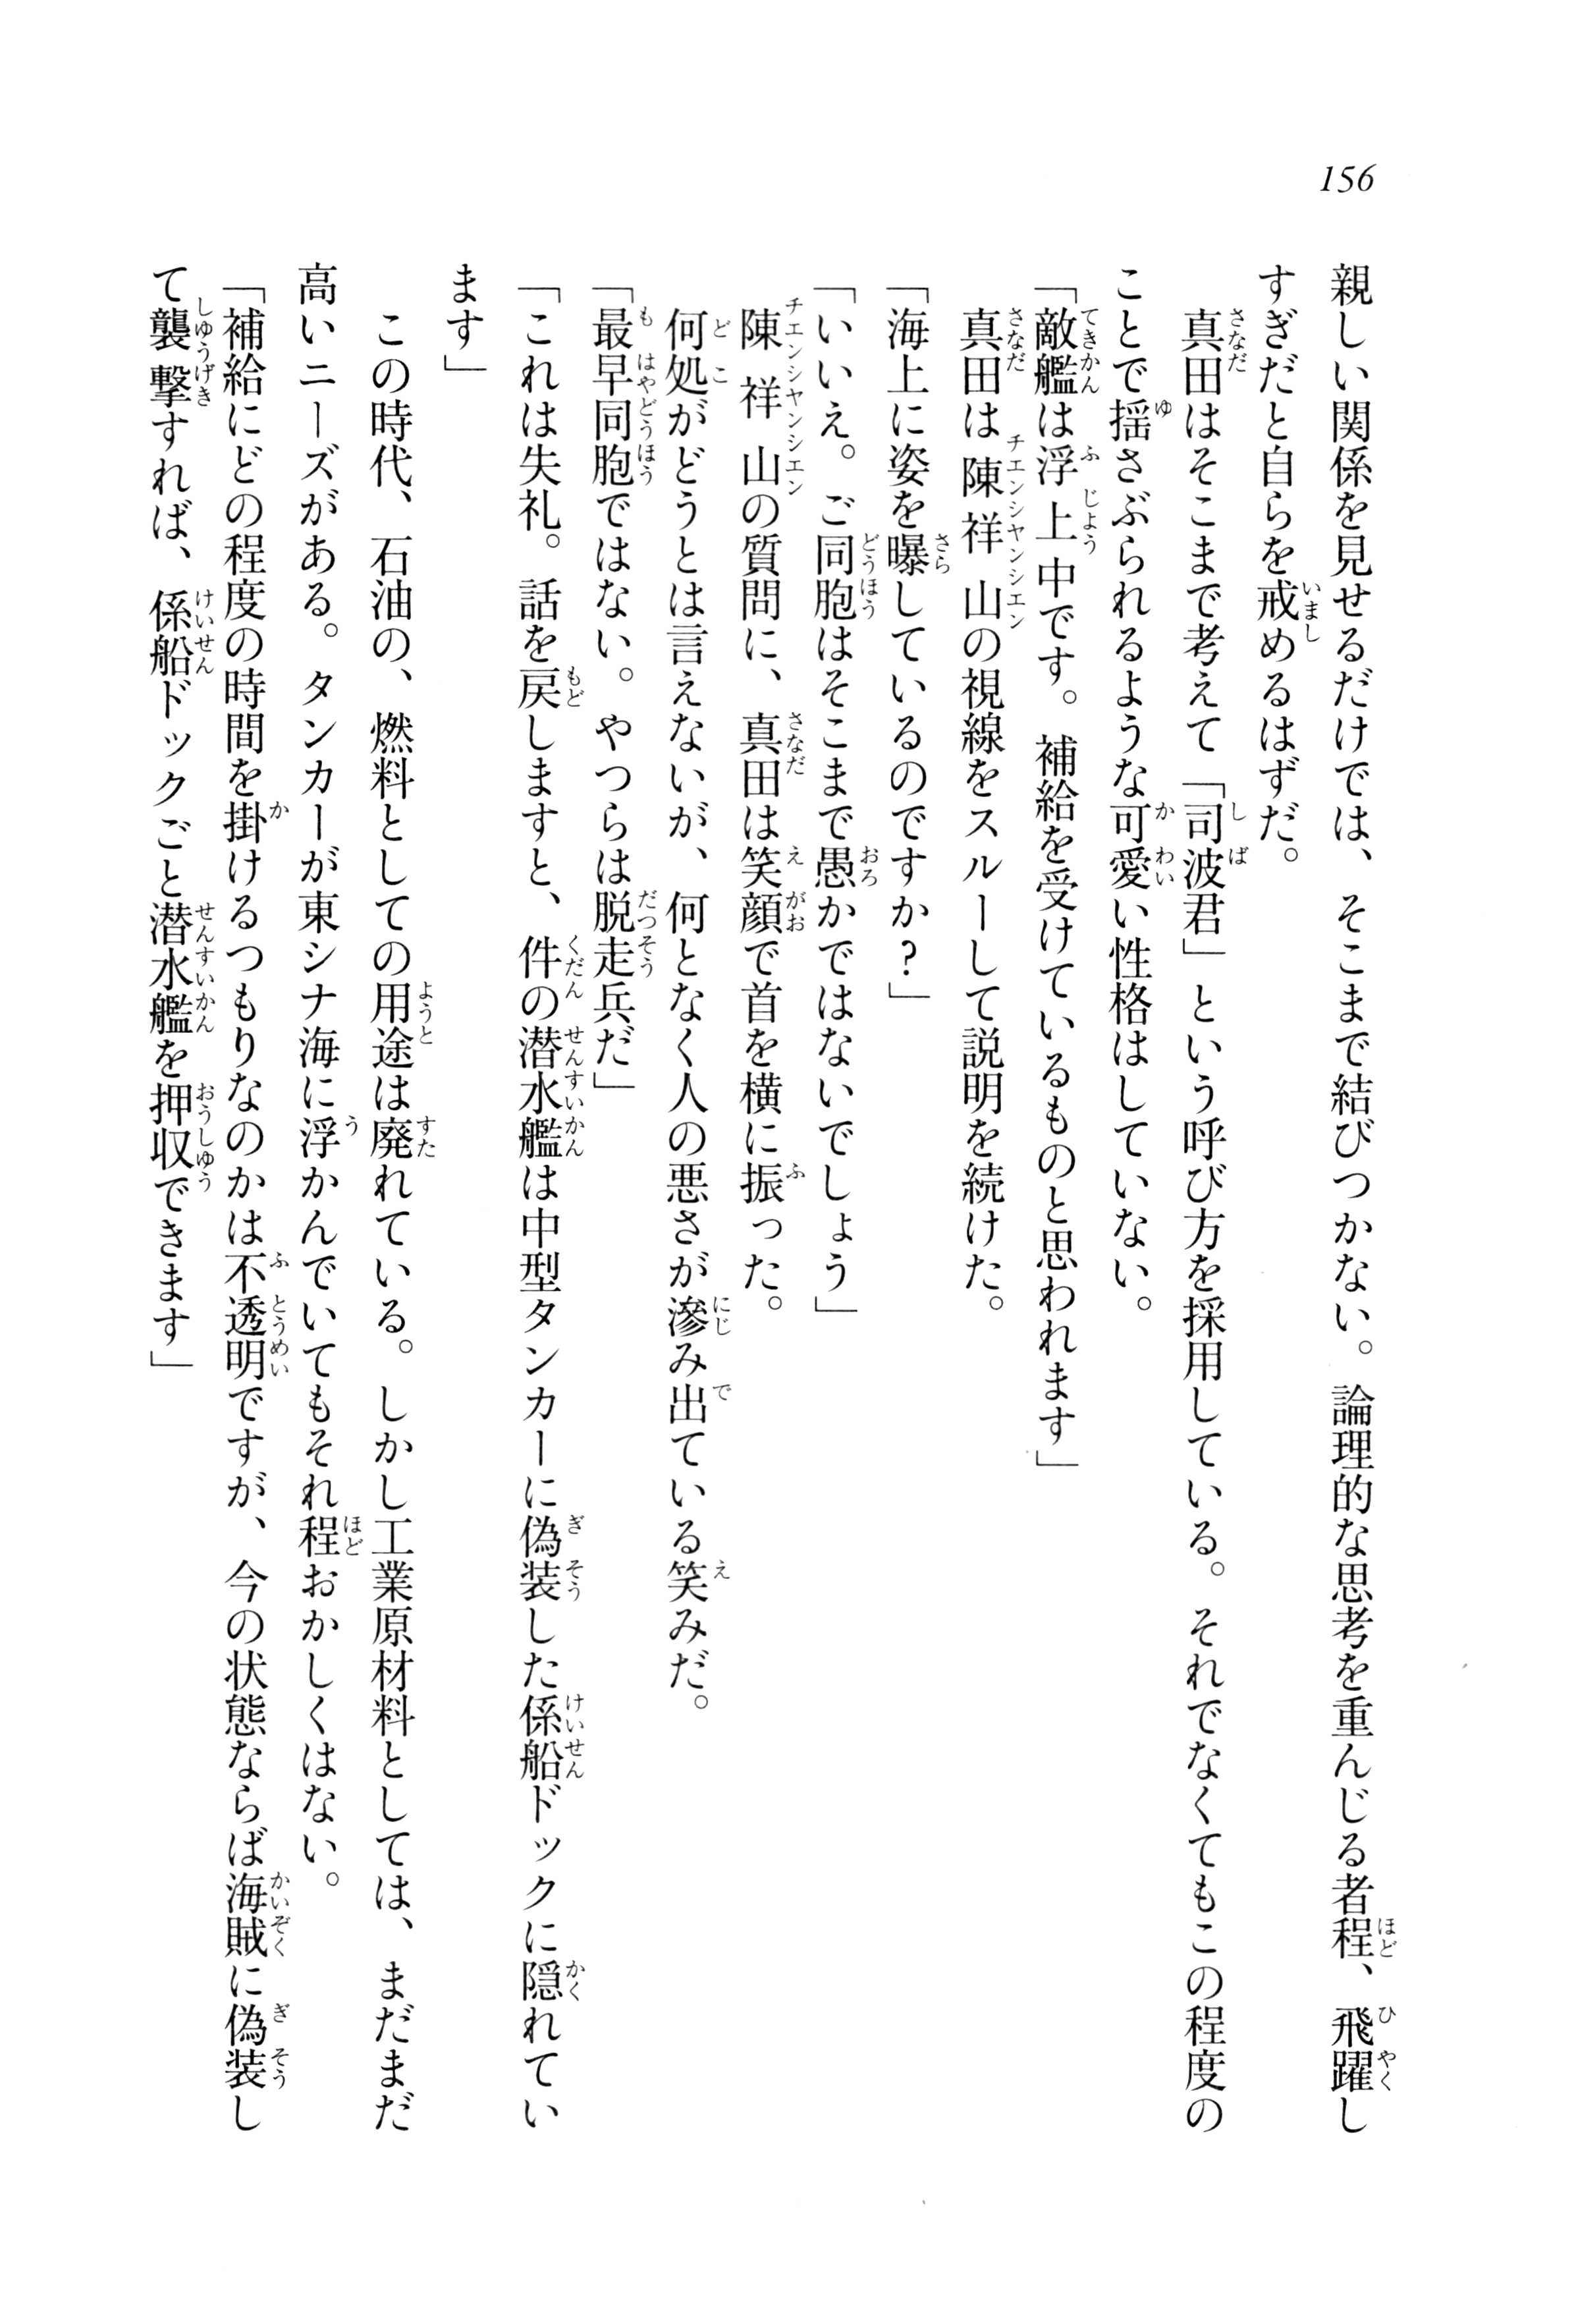 156
親しい関係を見せるだけでは、そこまで結びつかない。論理的な思考を重んじる者程、飛躍し
すぎだと自らを戒めるはずだ。
　真田はそこまで考えて「司波君」という呼び方を採用している。それでなくてもこの程度の
ことで揺さぶられるような可愛い性格はしていない。
「敵艦は浮上中です。補給を受けているものと思われます」
　真田は陳祥山の視線をスルーして説明を続けた。
「海上に姿を曝しているのですか？」
「いいえ。ご同胞はそこまで愚かではないでしょう」
　陳祥山の質問に、真田は笑顔で首を横に振った。
　何処がどうとは言えないが、何となく人の悪さが滲み出ている笑みだ。
「最早同胞ではない。やつらは脱走兵だ」
「これは失礼。話を戻しますと、件の潜水艦は中型タンカーに偽装した係船ドックに隠れてい
ます」
　この時代、石油の、燃料としての用途は廃れている。しかし工業原材料としては、まだまだ
高いニーズがある。タンカーが東シナ海に浮かんでいてもそれ程おかしくはない。
「補給にどの程度の時間を掛けるつもりなのかは不透明ですが、今の状態ならば海賊に偽装し
て襲撃すれば、係船ドックごと潜水艦を押収できます」